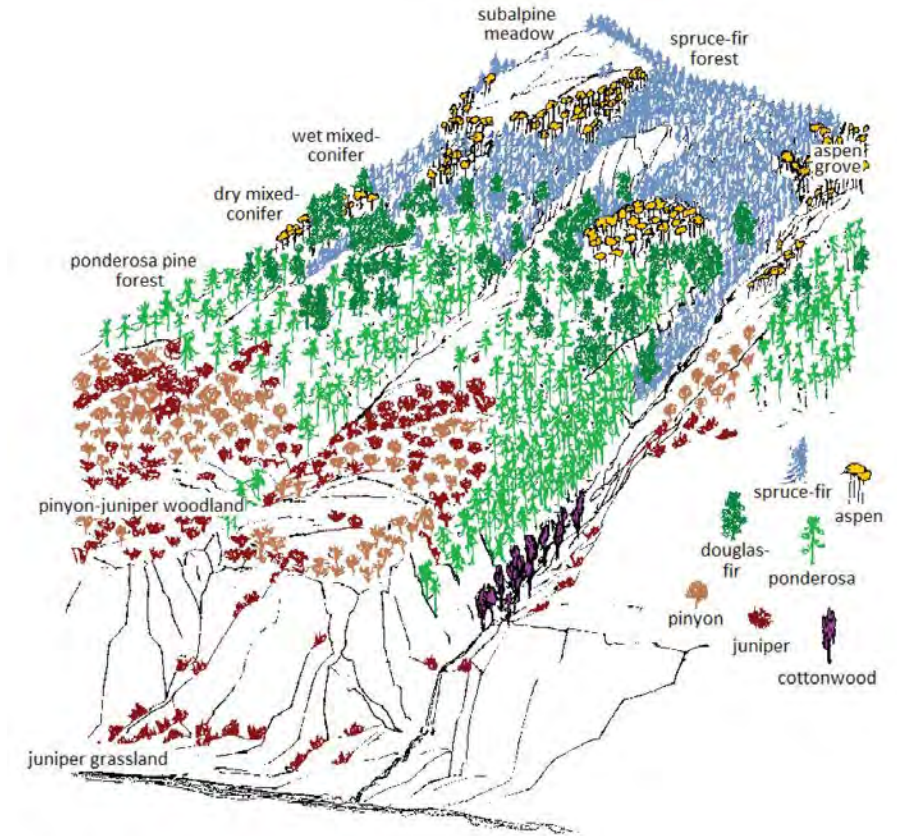 subalpine
meadow
spruce-fir
forest
wet mixed-
conifer
aspen
grove
dry mixed-
conifer
ponderosa pine
forest
pinyon-juniper woodland
spruce-fir
aspen
douglas-
fir
ponderosa
pinyon
juniper
cottonwood
juniper grassland